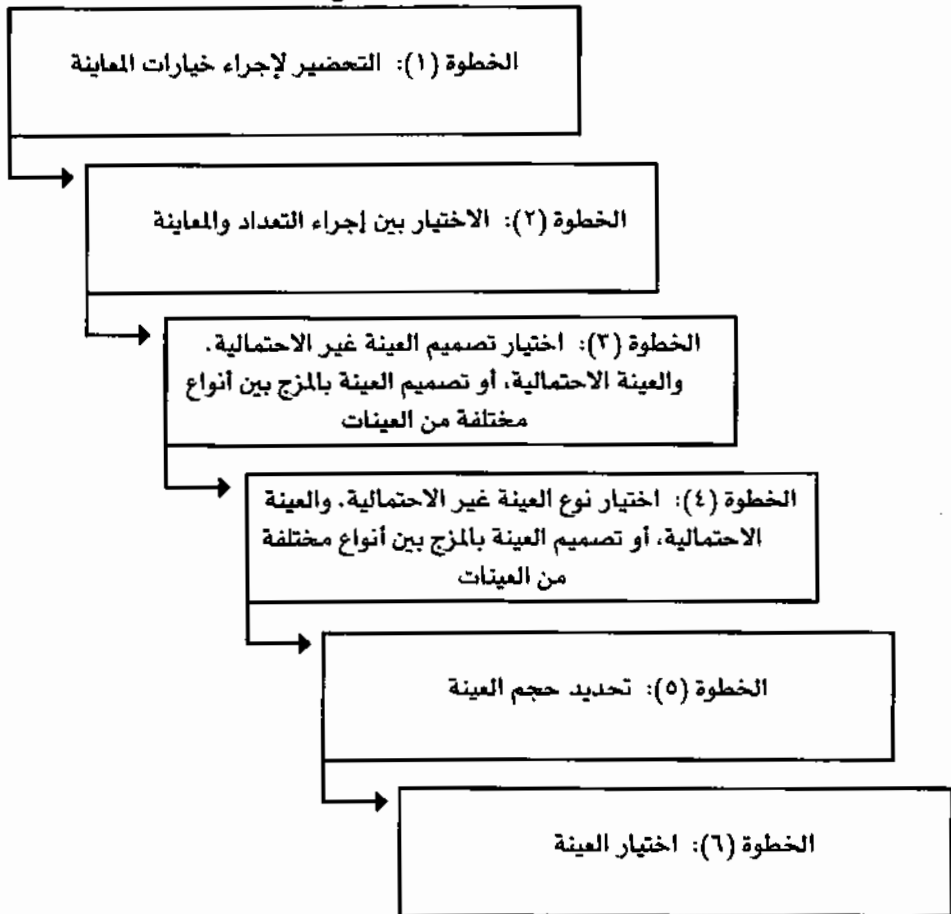 الخطوة (١): التحضير لإجراء خيارات المعاينة
الخطوة (٢): الاختيار بين إجراء التعداد والمعاينة
الخطوة (٣): اختيار تصميم العينة غير الاحتمالية.
والعينة الاحتمالية، أو تصميم العينة بالمزج بين أنواع
مختلفة من العينات
الخطوة (٤): اختيار نوع العينة غير الاحتمالية. والعينة
الاحتمالية، أو تصميم العينة بالمزج بين أنواع مختلفة
من العينات
الخطوة (٥): تحديد حجم العينة
الخطوة (٦): اختيار العينة